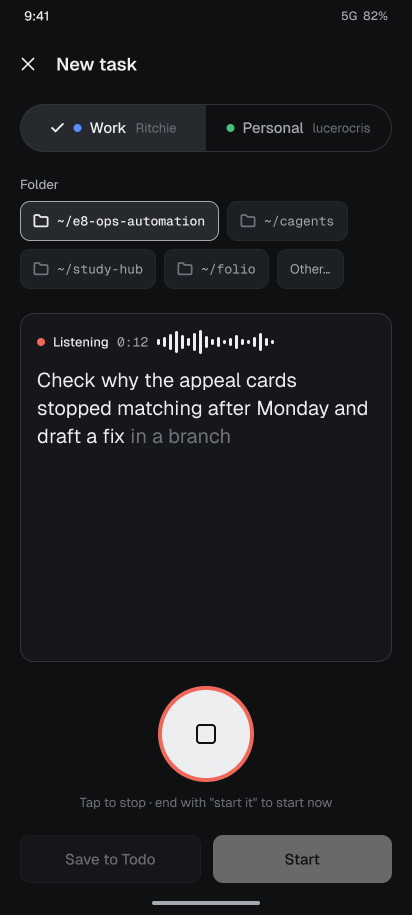 9:41 5G 82%
New task
Work Ritchie Personal lucerocris
Folder
~/e8-ops-automation ~/cagents
~/study-hub ~/folio Other…
Listening 0:12
Check why the appeal cards
stopped matching after Monday and
draft a fix in a branch
Tap to stop · end with "start it" to start now
Save to Todo Start